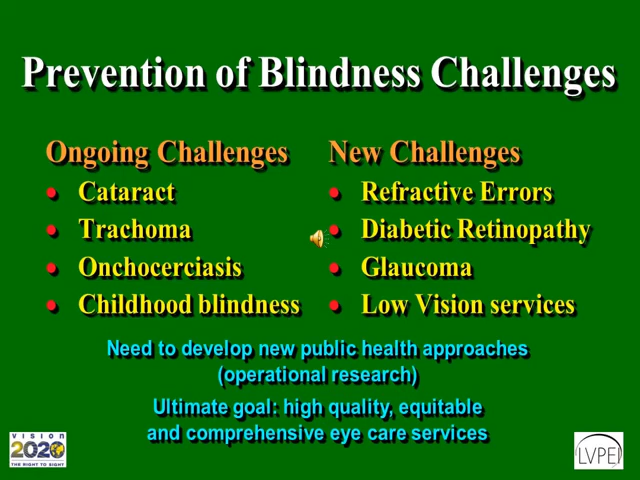 Prevention of Blindness Challenges
Ongoing Challenges
• Cataract
• Trachoma
• Onchocerciasis
• Childhood blindness
New Challenges
• Refractive Errors
• Diabetic Retinopathy
• Glaucoma
• Low Vision services
Need to develop new public health approaches
(operational research)
Ultimate goal: high quality, equitable
and comprehensive eye care services
Vision
2020
THE RIGHT TO SIGHT
LVPEI